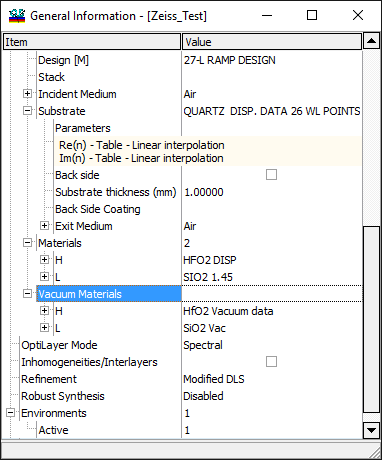 General Information - [Zeiss_Test]
Item Value
Design [M] 27-L RAMP DESIGN
Stack
Incident Medium Air
Substrate QUARTZ DISP. DATA 26 WL POINTS
Parameters
Re(n) - Table - Linear interpolation
Im(n) - Table - Linear interpolation
Back side
Substrate thickness (mm) 1.00000
Back Side Coating
Exit Medium Air
Materials 2
H HFO2 DISP
L SIO2 1.45
Vacuum Materials
H HfO2 Vacuum data
L SiO2 Vac
OptiLayer Mode Spectral
Inhomogeneities/Interlayers
Refinement Modified DLS
Robust Synthesis Disabled
Environments 1
Active 1